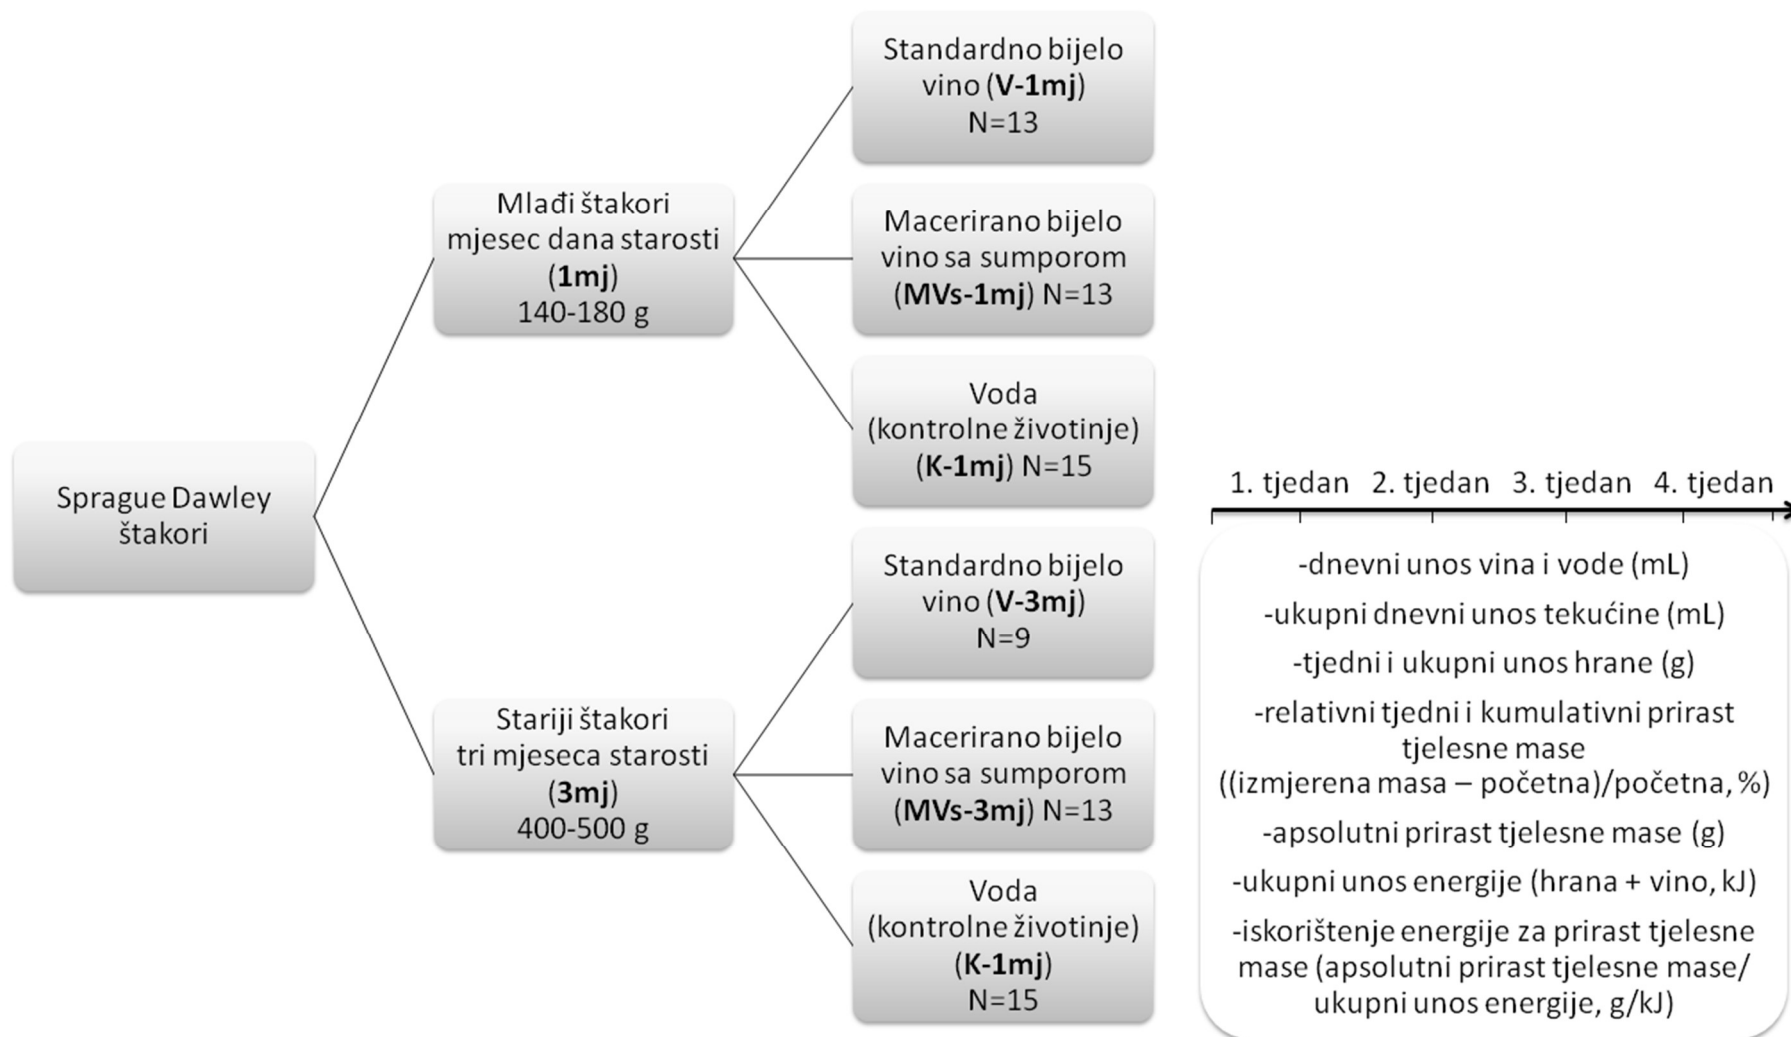 Sprague Dawley
štakori
Mlađi štakori
mjesec dana starosti
(1mj)
140-180 g
Stariji štakori
tri mjeseca starosti
(3mj)
400-500 g
Standardno bijelo
vino (V-1mj)
N=13
Macerirano bijelo
vino sa sumporom
(MVs-1mj) N=13
Voda
(kontrolne životinje)
(K-1mj) N=15
Standardno bijelo
vino (V-3mj)
N=9
Macerirano bijelo
vino sa sumporom
(MVs-3mj) N=13
Voda
(kontrolne životinje)
(K-1mj)
N=15
1. tjedan 2. tjedan 3. tjedan 4. tjedan
-dnevni unos vina i vode (mL)
-ukupni dnevni unos tekućine (mL)
-tjedni i ukupni unos hrane (g)
-relativni tjedni i kumulativni prirast
tjelesne mase
((izmjerena masa – početna)/početna, %)
-apsolutni prirast tjelesne mase (g)
-ukupni unos energije (hrana + vino, kJ)
-iskorištenje energije za prirast tjelesne
mase (apsolutni prirast tjelesne mase/
ukupni unos energije, g/kJ)